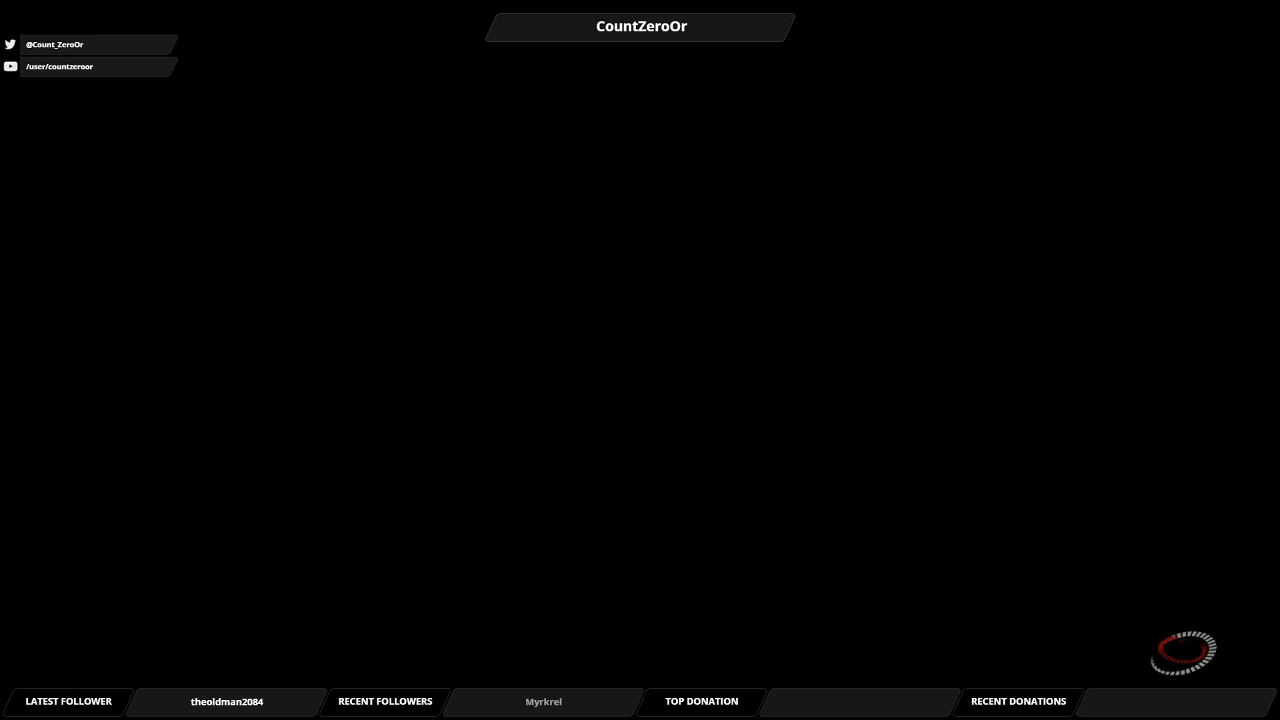 CountZeroOr
@Count_ZeroOr
/user/countzeroor
LATEST FOLLOWER
theoldman2084
RECENT FOLLOWERS
Myrkrel
TOP DONATION
RECENT DONATIONS